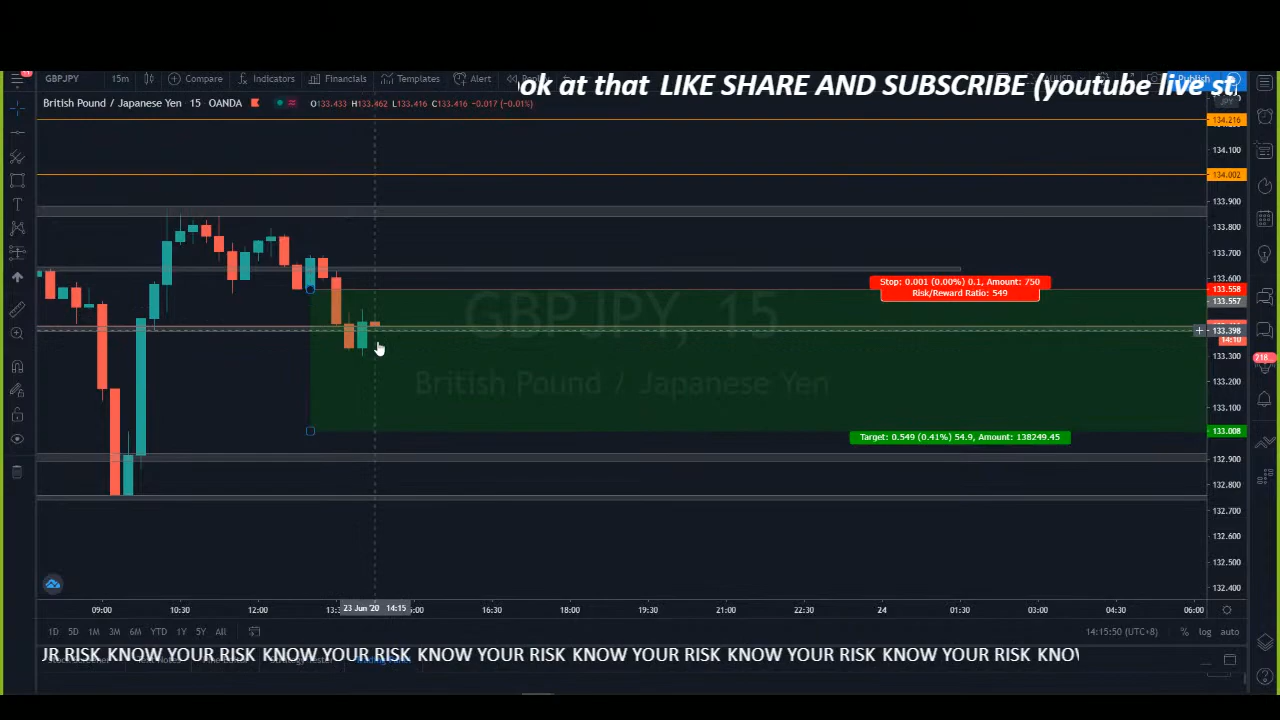 ok at that LIKE SHARE AND SUBSCRIBE (youtube live st
GBPJPY 15m Compare Indicators Financials Templates Alert Publish
British Pound / Japanese Yen 15 OANDA O133.433 H133.462 L133.416 C133.416 -0.017 (-0.01%)
JPY
134.216
134.100
134.002
133.900
133.800
133.700
133.600
Stop: 0.001 (0.00%) 0.1, Amount: 750
Risk/Reward Ratio: 549
133.558
133.557
GBPJPY, 15
133.398
14:10
133.300
British Pound / Japanese Yen
133.200
133.100
133.008
Target: 0.549 (0.41%) 54.9, Amount: 138249.45
132.900
132.800
132.700
132.600
132.500
132.400
218
09:00 10:30 12:00 23 Jun '20 14:15 16:30 18:00 19:30 21:00 22:30 24 01:30 03:00 04:30 06:00
1D 5D 1M 3M 6M YTD 1Y 5Y All 14:15:50 (UTC+8) % log auto
UR RISK KNOW YOUR RISK KNOW YOUR RISK KNOW YOUR RISK KNOW YOUR RISK KNOW YOUR RISK KNOW YOUR RISK KNOW